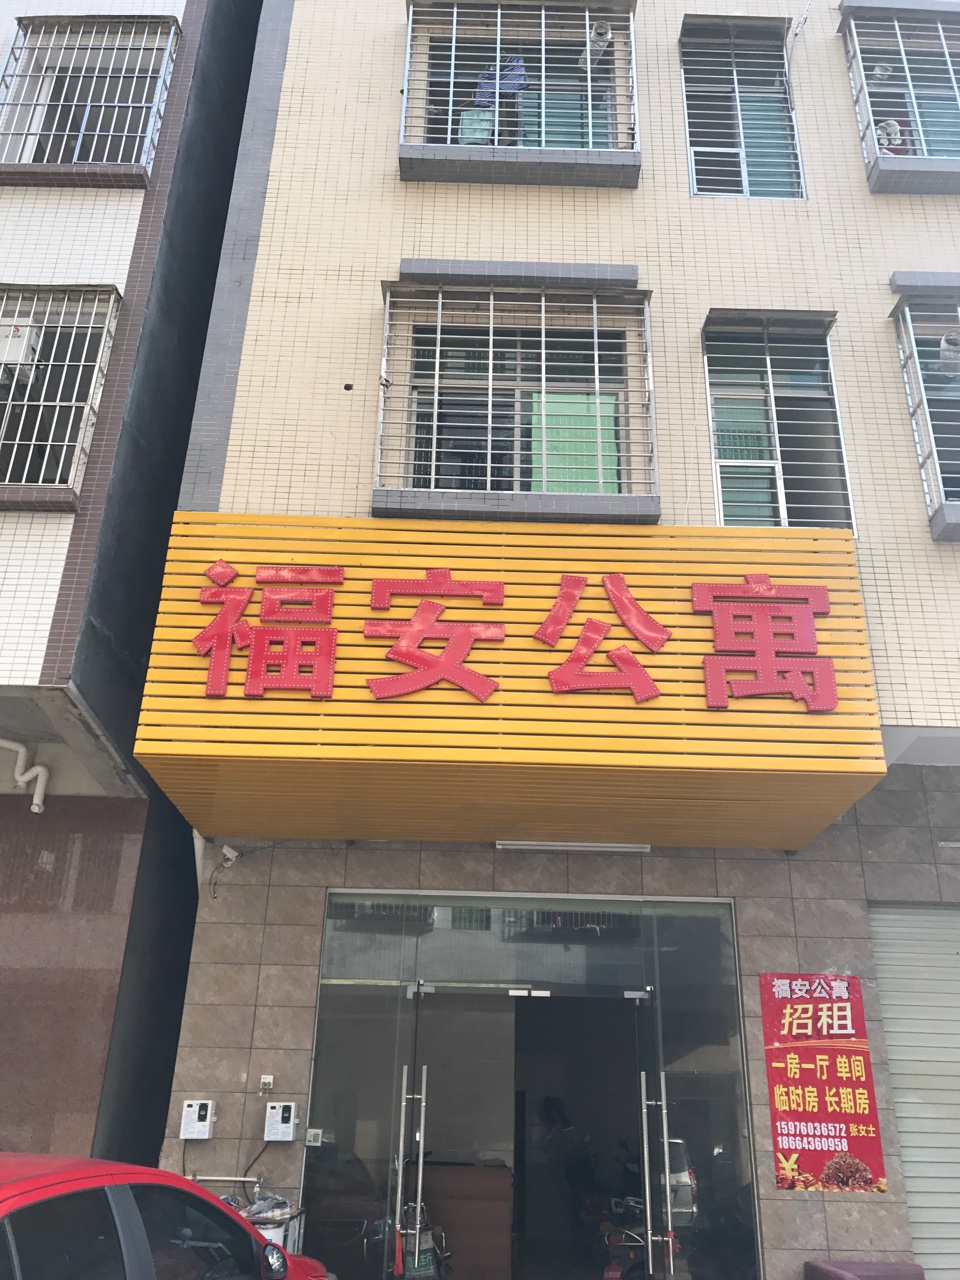 福安公寓
福安公寓
招租
一房一厅 单间
临时房 长期房
15976036572 张女士
18664360958
¥